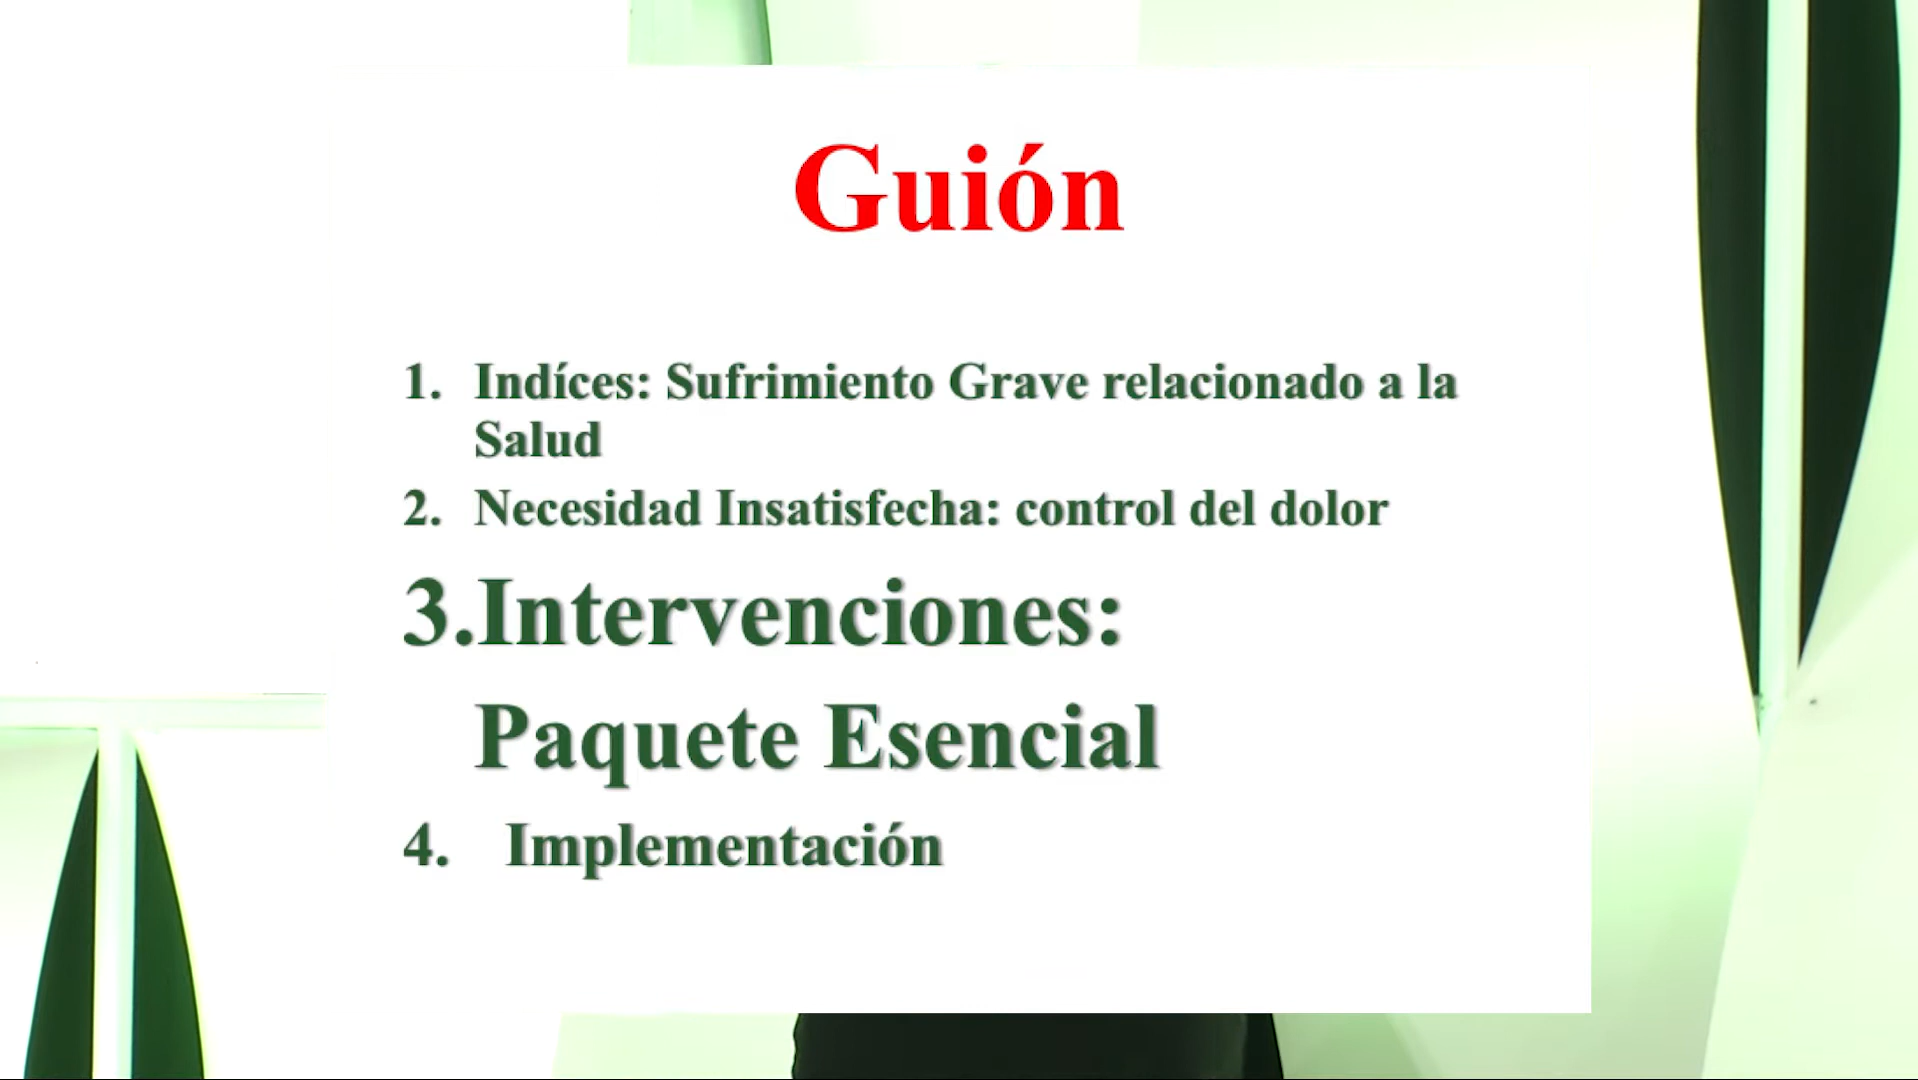 Guión
1. Indíces: Sufrimiento Grave relacionado a la
Salud
2. Necesidad Insatisfecha: control del dolor
3.Intervenciones:
Paquete Esencial
4. Implementación